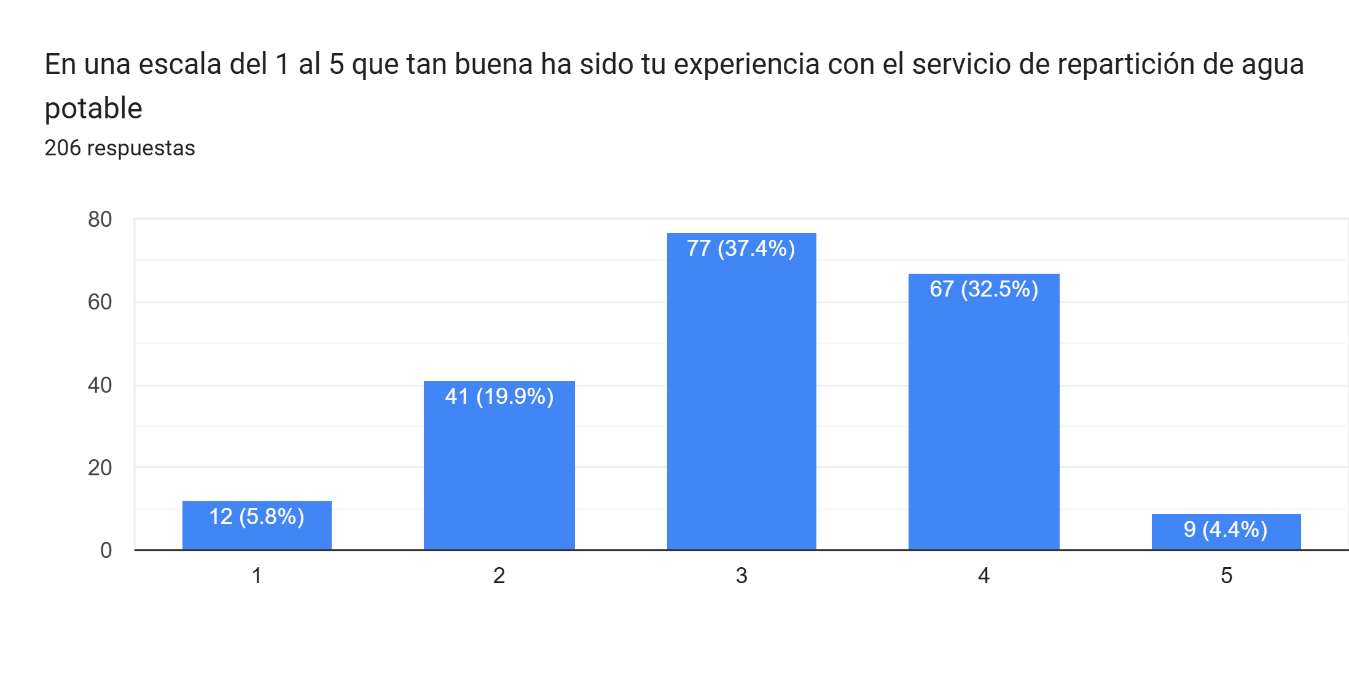 En una escala del 1 al 5 que tan buena ha sido tu experiencia con el servicio de repartición de agua
potable
206 respuestas
80
77 (37.4%)
67 (32.5%)
60
40
41 (19.9%)
20
12 (5.8%)
9 (4.4%)
0
1 2 3 4 5